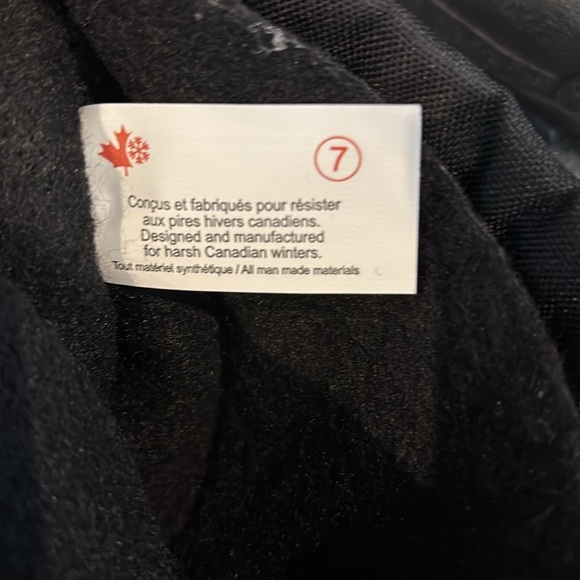 7
Conçus et fabriqués pour résister
aux pires hivers canadiens.
Designed and manufactured
for harsh Canadian winters.
Tout matériel synthétique / All man made materials